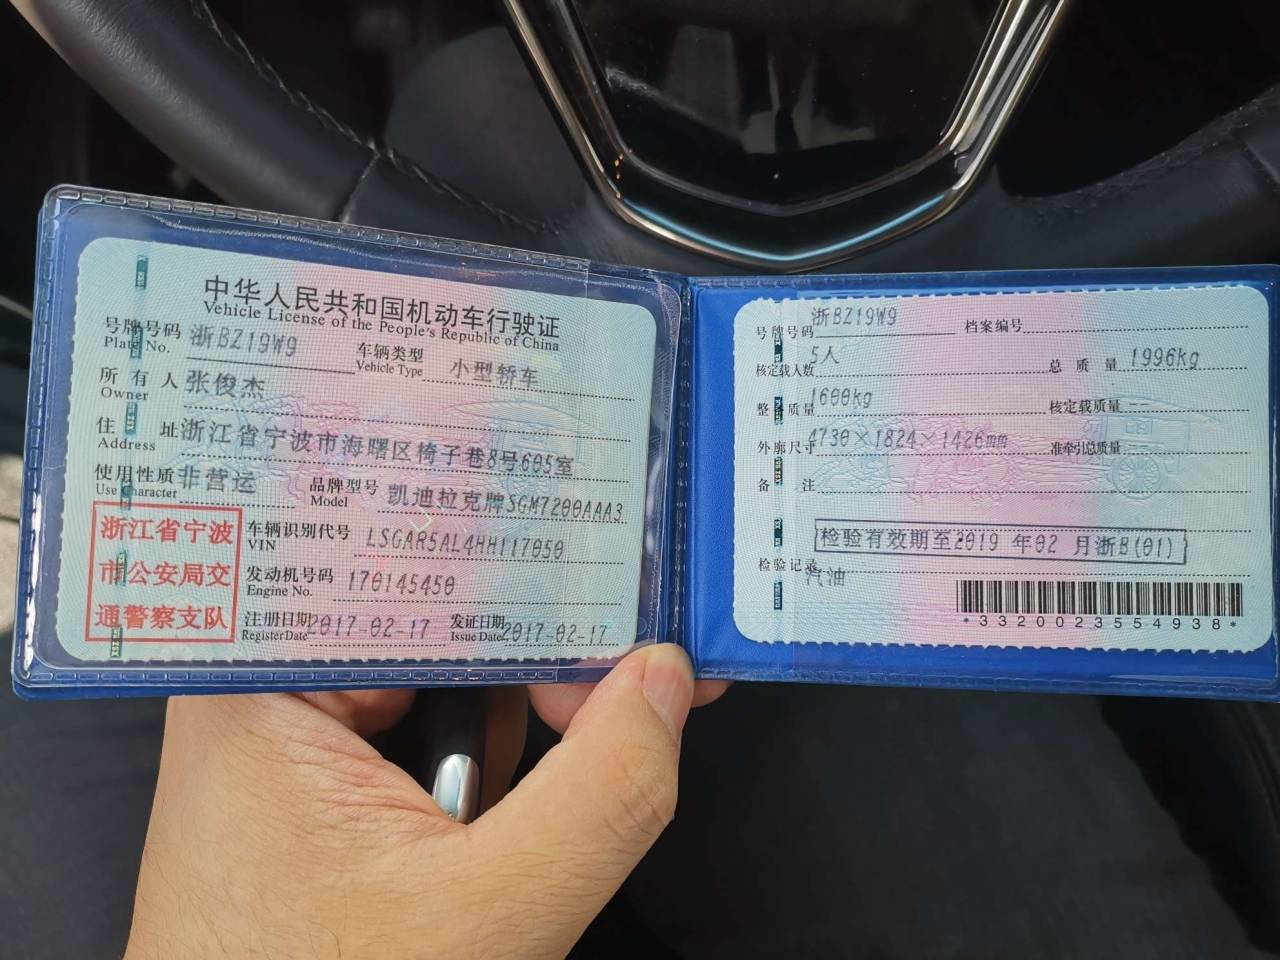 中华人民共和国机动车行驶证
Vehicle License of the People's Republic of China
号牌号码 浙BZ19W9 车辆类型 小型轿车
Plate No. Vehicle Type
所有人 张俊杰
Owner
住址 浙江省宁波市海曙区椅子巷8号605室
Address
使用性质 非营运 品牌型号 凯迪拉克牌SGM7200AAA3
Use Character Model
浙江省宁波市公安局交通警察支队
车辆识别代号 LSGAR5AL4HH117050
VIN
发动机号码 170145450
Engine No.
注册日期 2017-02-17 发证日期 2017-02-17
Register Date Issue Date
号牌号码 浙BZ19W9 档案编号
核定载人数 5人 总质量 1996kg
整备质量 1600kg 核定载质量 --
外廓尺寸 4730×1824×1426mm 准牵引总质量 --
备注
检验有效期至2019年02月浙B(01)
检验记录
汽油
*3320023554938*